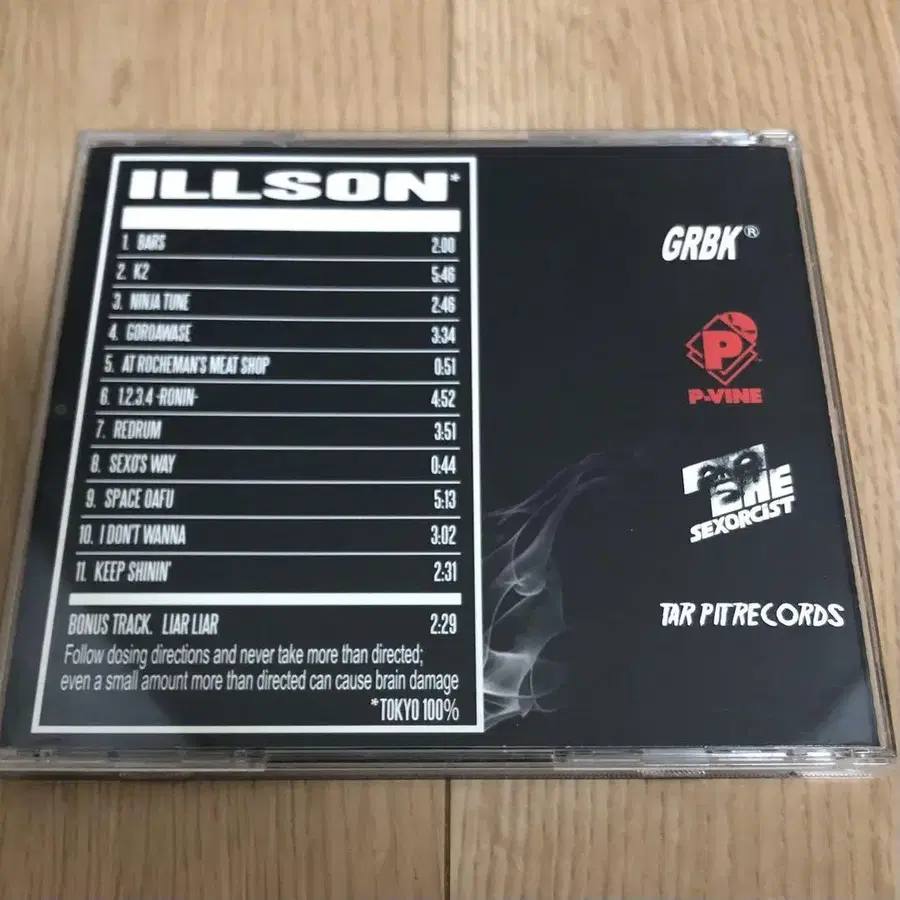 ILLSON*
1. BARS 2:00
2. K2 5:46
3. NINJA TUNE 2:46
4. GOROAWASE 3:34
5. AT ROCHEMAN'S MEAT SHOP 0:51
6. 1.2.3.4 -RONIN- 4:52
7. REDRUM 3:51
8. SEXO'S WAY 0:44
9. SPACE OAFU 5:13
10. I DON'T WANNA 3:02
11. KEEP SHININ' 2:31
BONUS TRACK. LIAR LIAR 2:29
Follow dosing directions and never take more than directed;
even a small amount more than directed can cause brain damage
*TOKYO 100%
GRBK®
P
P-VINE
THE
SEXORCIST
TAR PIT RECORDS